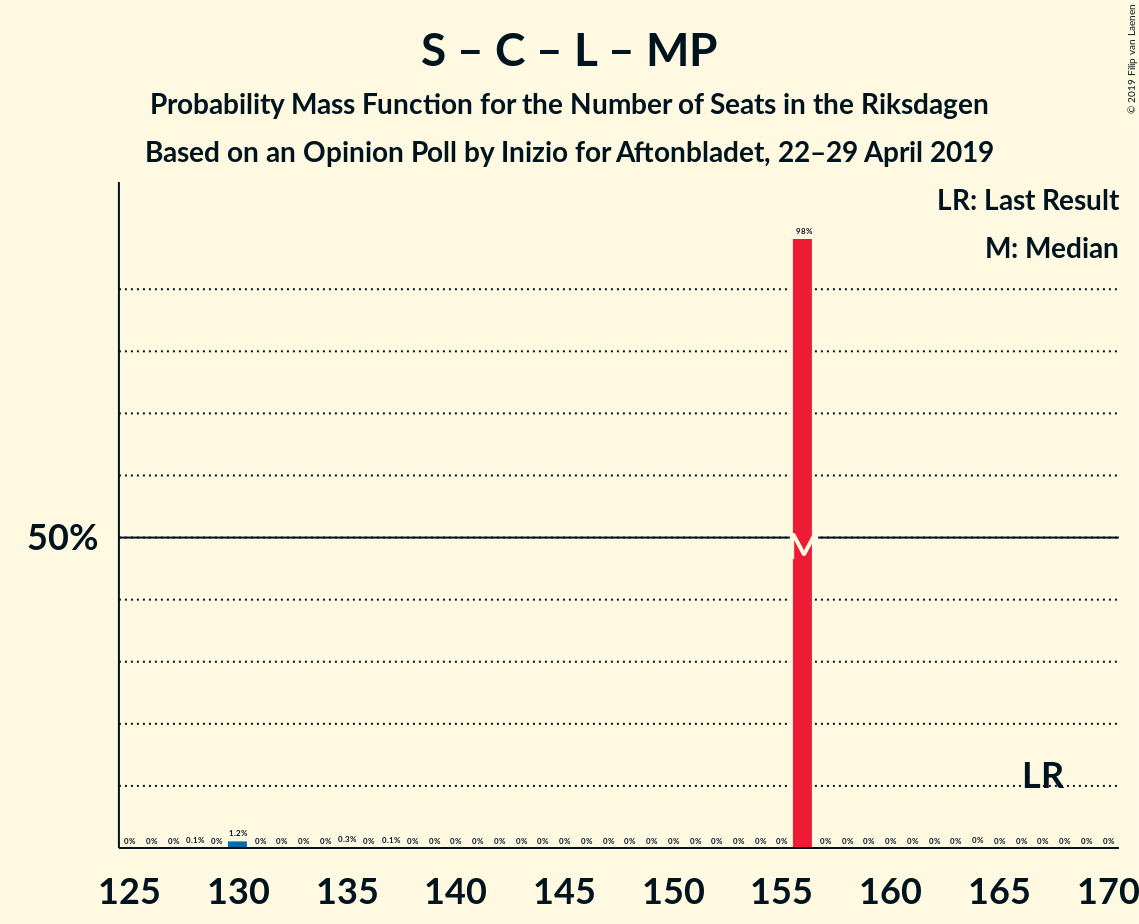 S – C – L – MP
Probability Mass Function for the Number of Seats in the Riksdagen
Based on an Opinion Poll by Inizio for Aftonbladet, 22–29 April 2019
© 2019 Filip van Laenen
LR: Last Result
M: Median
98%
50%
M
LR
0% 0% 0% 0.1% 0% 1.2% 0% 0% 0% 0% 0.3% 0% 0.1% 0% 0% 0% 0% 0% 0% 0% 0% 0% 0% 0% 0% 0% 0% 0% 0% 0% 0% 0% 0% 0% 0% 0% 0% 0% 0% 0% 0% 0% 0% 0% 0%
125 130 135 140 145 150 155 160 165 170